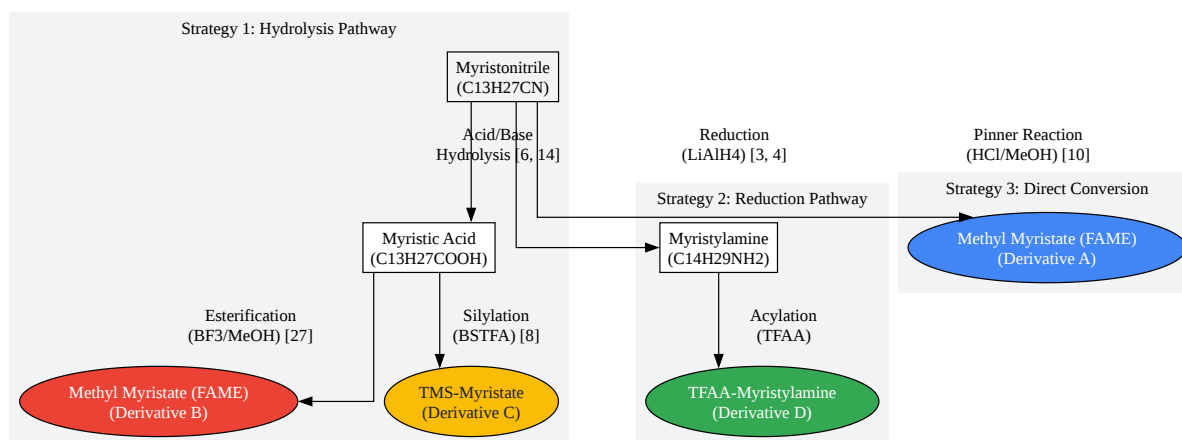 Strategy 1: Hydrolysis Pathway
Myristonitrile
(C13H27CN)
Acid/Base
Hydrolysis [6, 14]
Reduction
(LiAlH4) [3, 4]
Pinner Reaction
(HCl/MeOH) [10]
Strategy 2: Reduction Pathway
Strategy 3: Direct Conversion
Myristic Acid
(C13H27COOH)
Myristylamine
(C14H29NH2)
Methyl Myristate (FAME)
(Derivative A)
Esterification
(BF3/MeOH) [27]
Silylation
(BSTFA) [8]
Acylation
(TFAA)
Methyl Myristate (FAME)
(Derivative B)
TMS-Myristate
(Derivative C)
TFAA-Myristylamine
(Derivative D)